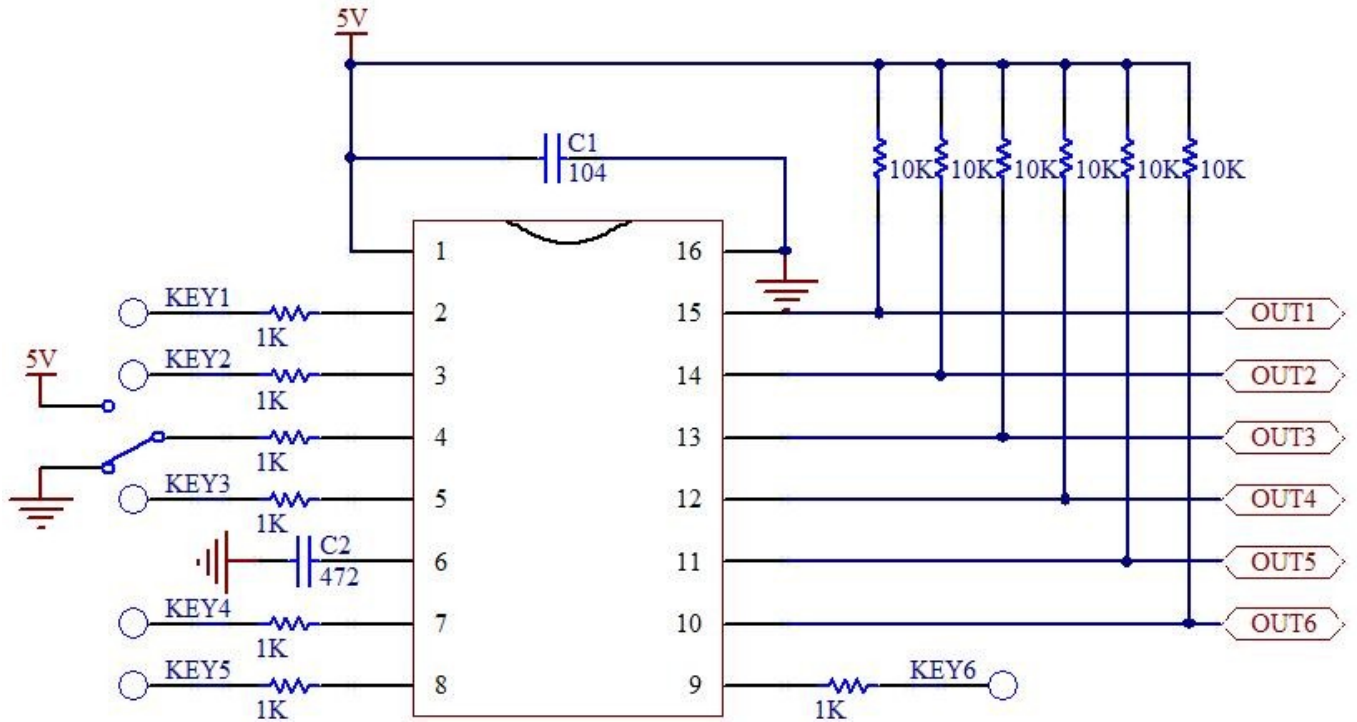 5V
C1
104
10K 10K 10K 10K 10K 10K
1 16
KEY1 1K 2 15 OUT1
5V
KEY2 1K 3 14 OUT2
1K 4 13 OUT3
KEY3 1K 5 12 OUT4
C2
472
6 11 OUT5
KEY4 1K 7 10 OUT6
KEY5 1K 8 9 1K KEY6